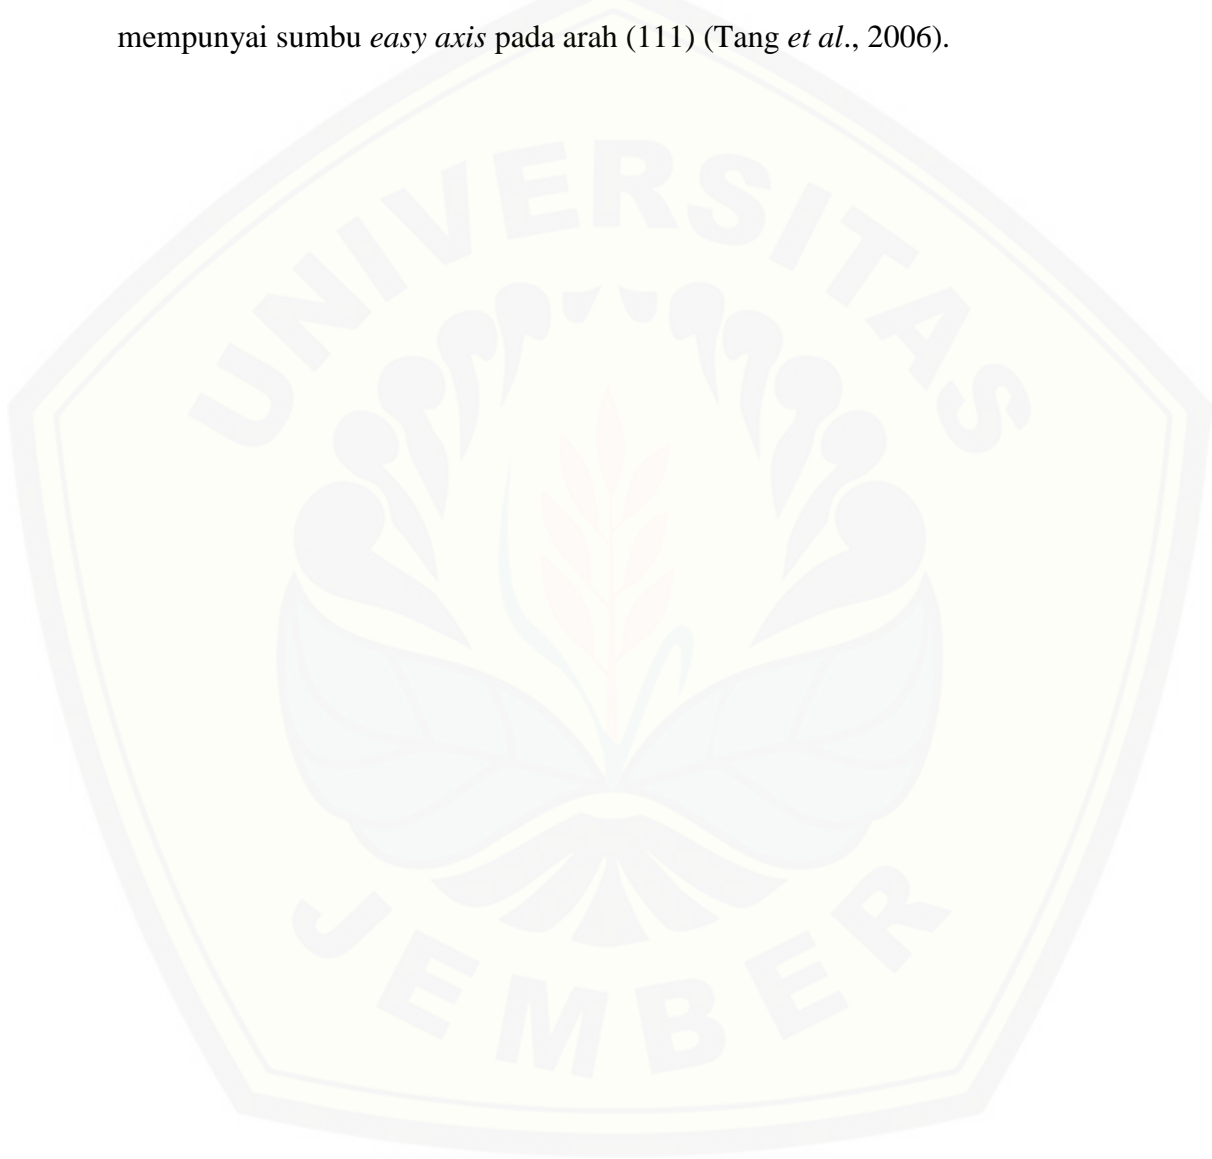 mempunyai sumbu easy axis pada arah (111) (Tang et al., 2006).
UNIVERSITAS
JEMBER